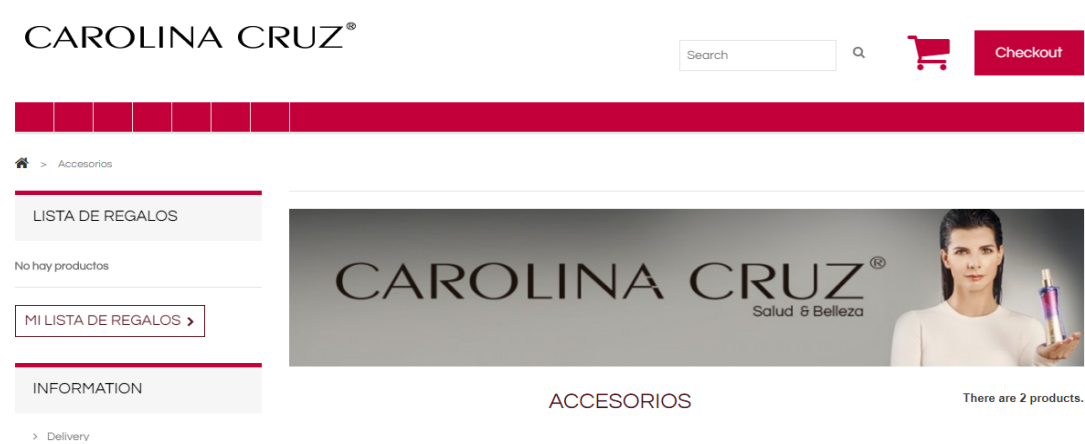 CAROLINA CRUZ®
Search
Checkout
> Accesorios
LISTA DE REGALOS
No hay productos
MI LISTA DE REGALOS >
INFORMATION
> Delivery
CAROLINA CRUZ®
Salud & Belleza
ACCESORIOS
There are 2 products.